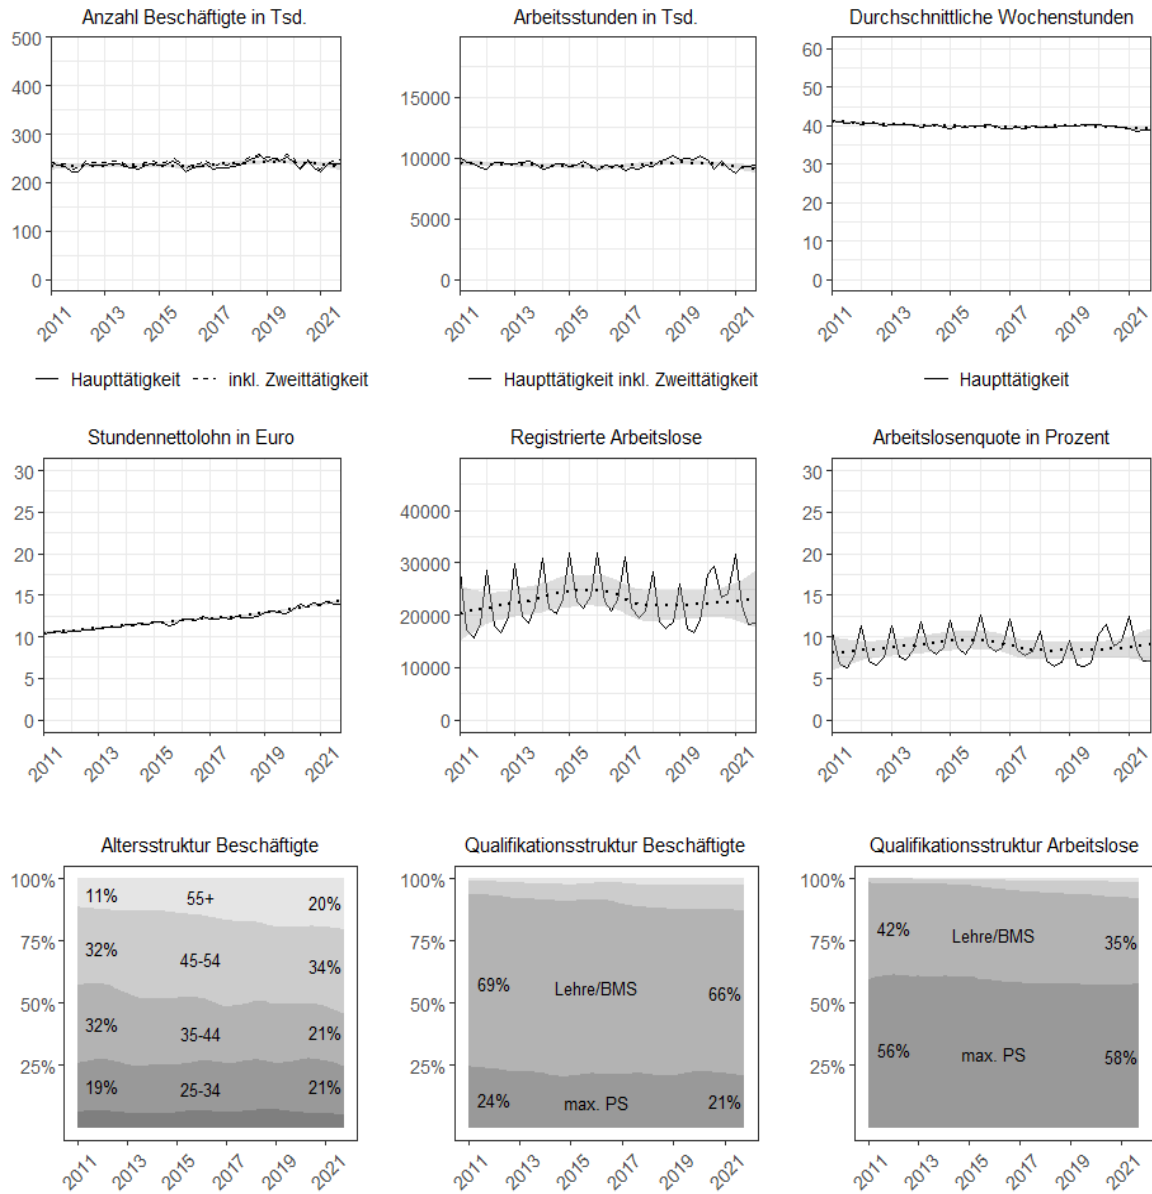 Anzahl Beschäftigte in Tsd.
500
400
300
200
100
0
2011 2013 2015 2017 2019 2021
Haupttätigkeit inkl. Zweittätigkeit
Arbeitsstunden in Tsd.
15000
10000
5000
0
2011 2013 2015 2017 2019 2021
Haupttätigkeit inkl. Zweittätigkeit
Durchschnittliche Wochenstunden
60
50
40
30
20
10
0
2011 2013 2015 2017 2019 2021
Haupttätigkeit
Stundennettolohn in Euro
30
25
20
15
10
5
0
2011 2013 2015 2017 2019 2021
Registrierte Arbeitslose
40000
30000
20000
10000
0
2011 2013 2015 2017 2019 2021
Arbeitslosenquote in Prozent
30
25
20
15
10
5
0
2011 2013 2015 2017 2019 2021
Altersstruktur Beschäftigte
100%
75%
50%
25%
11% 55+ 20%
32% 45-54 34%
32% 35-44 21%
19% 25-34 21%
2011 2013 2015 2017 2019 2021
Qualifikationsstruktur Beschäftigte
100%
75%
50%
25%
69% Lehre/BMS 66%
24% max. PS 21%
2011 2013 2015 2017 2019 2021
Qualifikationsstruktur Arbeitslose
100%
75%
50%
25%
42% Lehre/BMS 35%
56% max. PS 58%
2011 2013 2015 2017 2019 2021